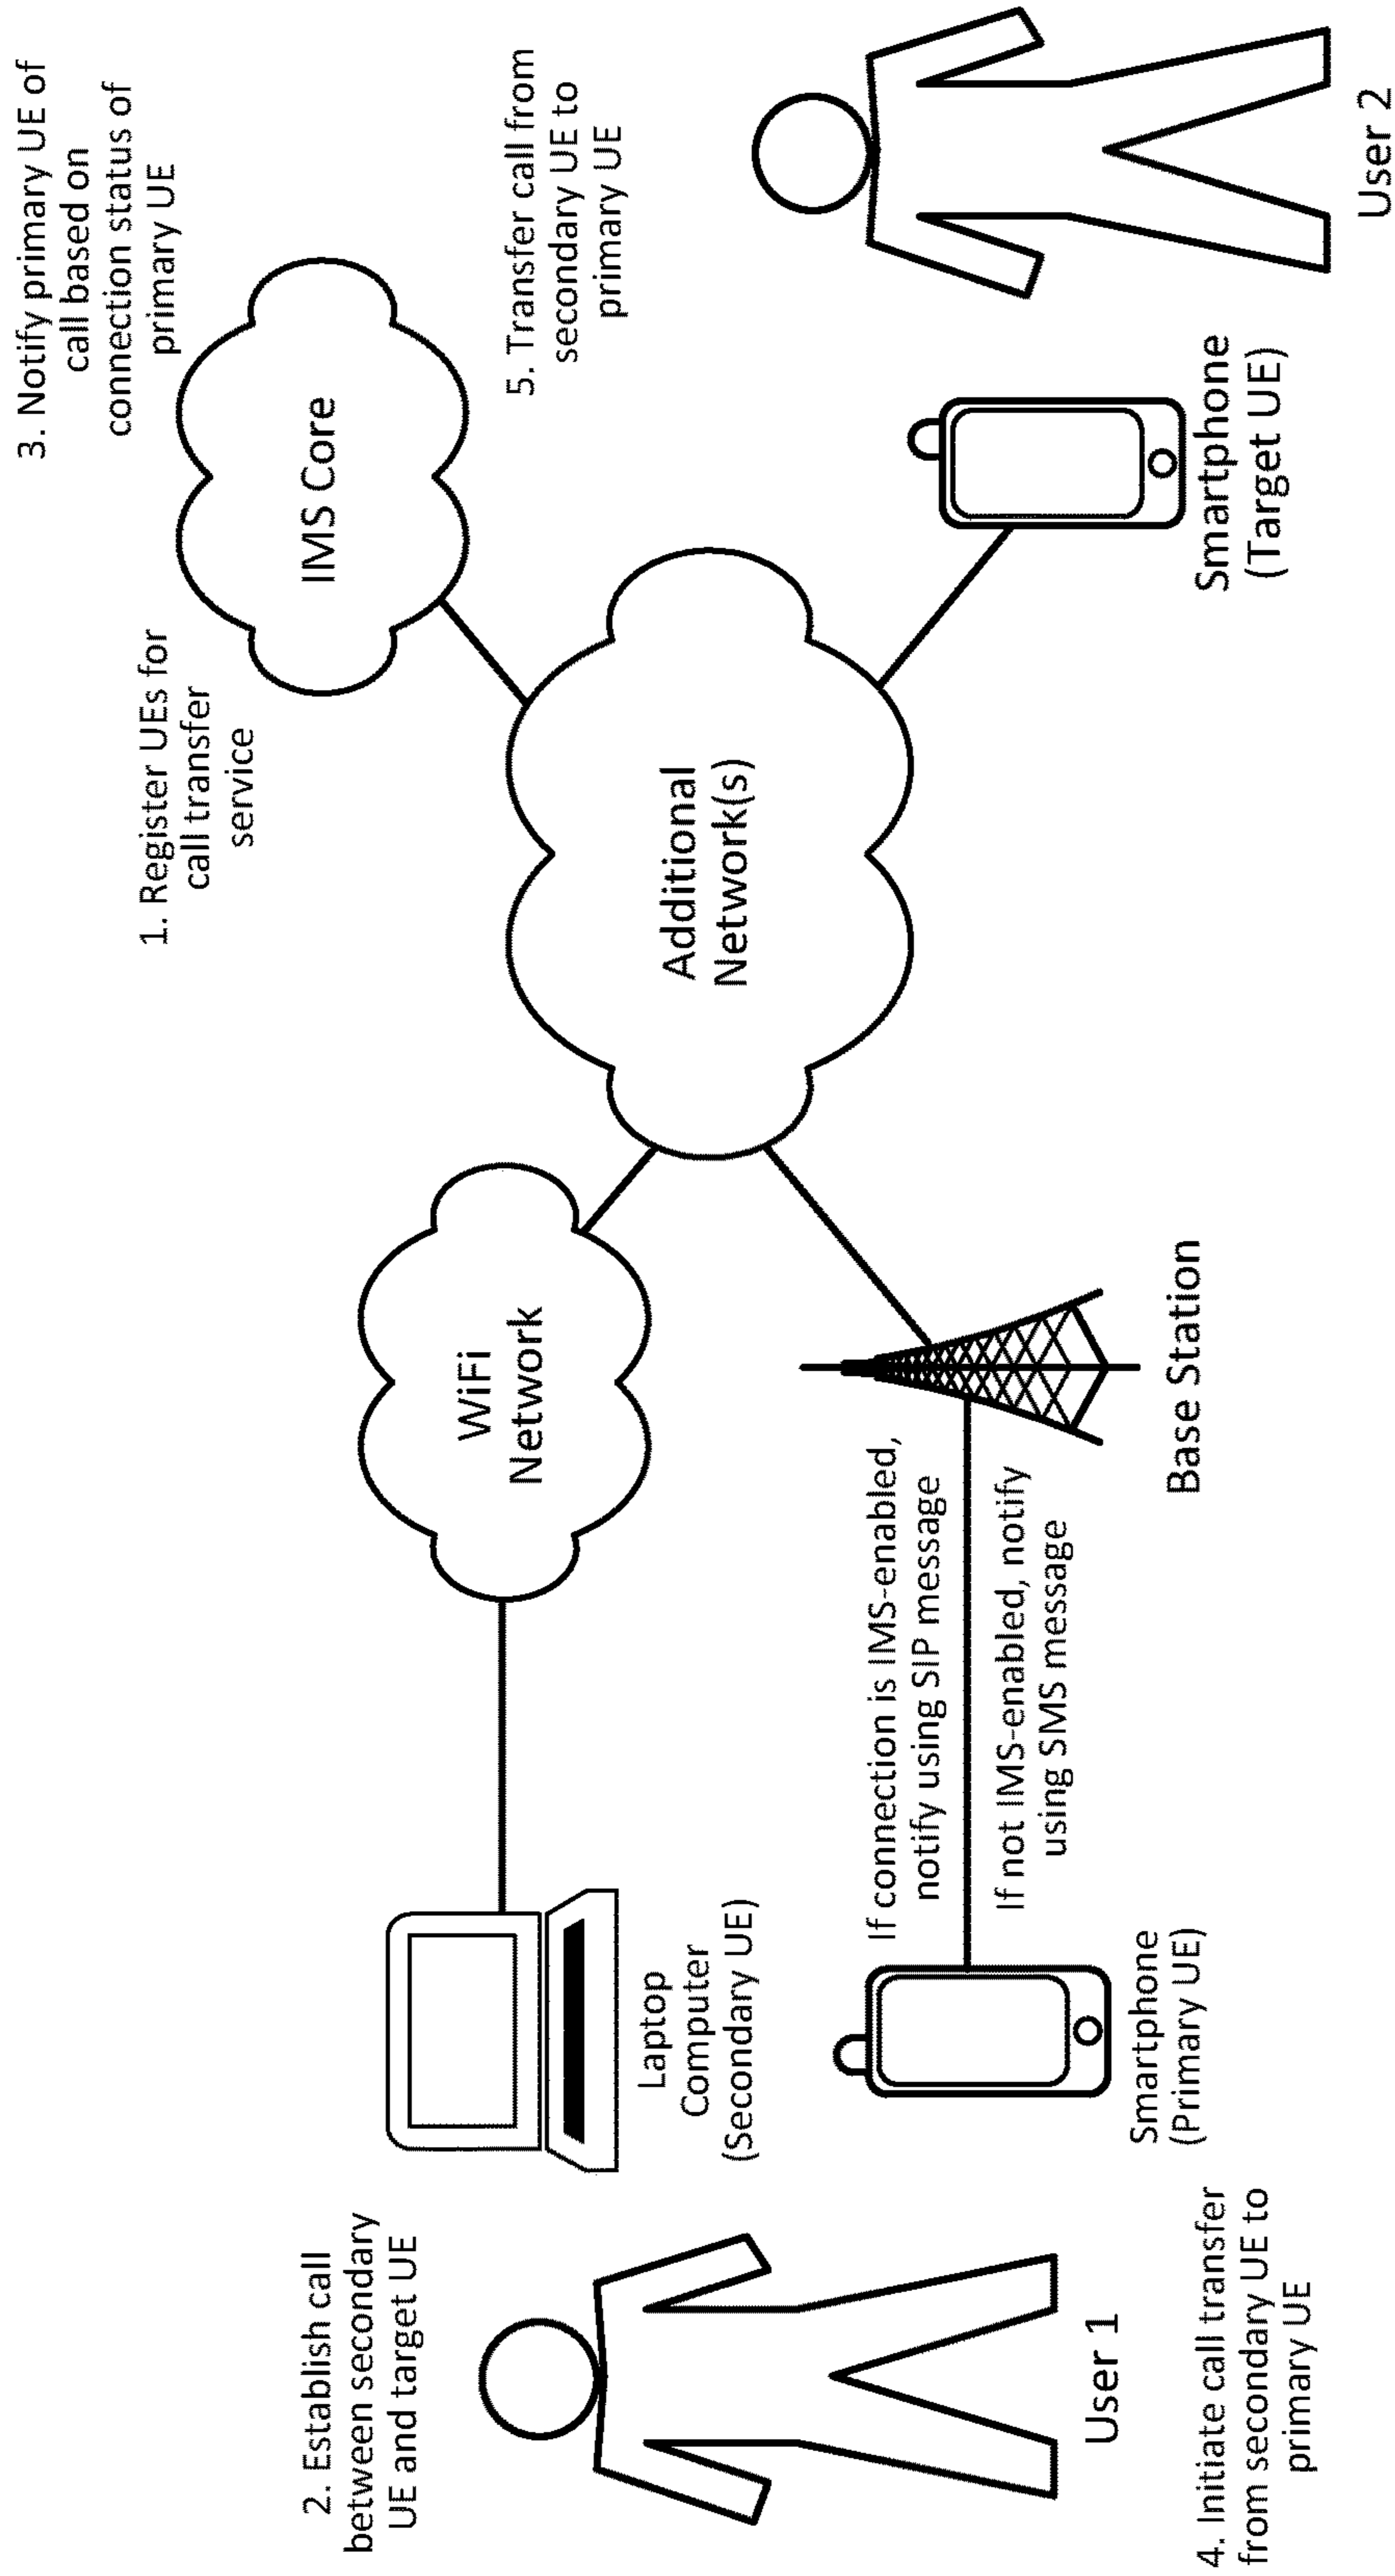 2. Establish call
between secondary
UE and target UE
1. Register UEs for
call transfer
service
3. Notify primary UE of
call based on
connection status of
primary UE
IMS Core
WiFi
Network
Laptop
Computer
(Secondary UE)
Additional
Network(s)
5. Transfer call from
secondary UE to
primary UE
If connection is IMS-enabled,
notify using SIP message
If not IMS-enabled, notify
using SMS message
User 1
Smartphone
(Primary UE)
Base Station
Smartphone
(Target UE)
User 2
4. Initiate call transfer
from secondary UE to
primary UE